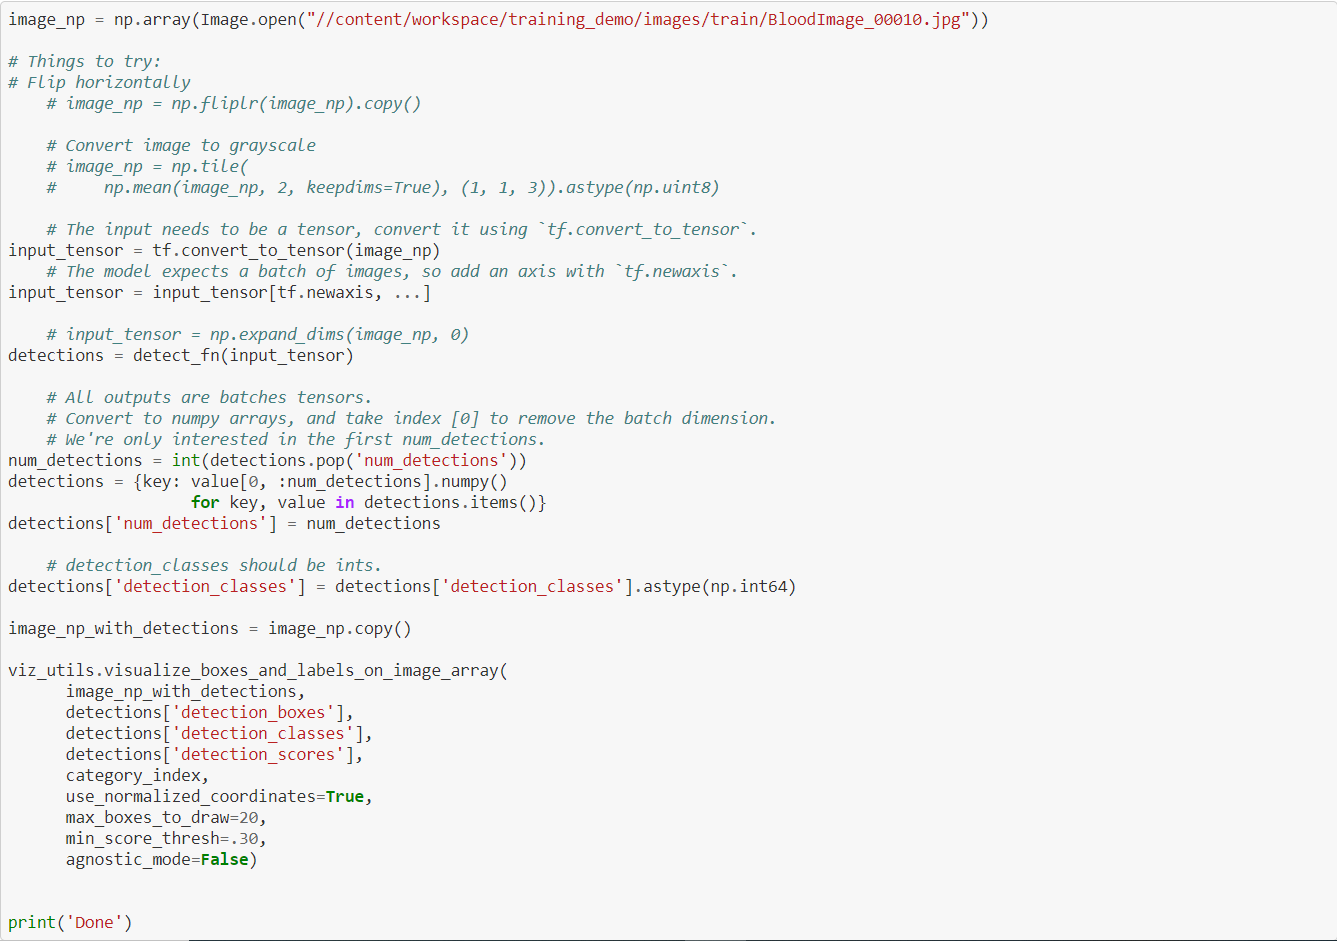 image_np = np.array(Image.open("//content/workspace/training_demo/images/train/BloodImage_00010.jpg"))
# Things to try:
# Flip horizontally
# image_np = np.fliplr(image_np).copy()
# Convert image to grayscale
# image_np = np.tile(
#     np.mean(image_np, 2, keepdims=True), (1, 1, 3)).astype(np.uint8)
# The input needs to be a tensor, convert it using `tf.convert_to_tensor`.
input_tensor = tf.convert_to_tensor(image_np)
# The model expects a batch of images, so add an axis with `tf.newaxis`.
input_tensor = input_tensor[tf.newaxis, ...]
# input_tensor = np.expand_dims(image_np, 0)
detections = detect_fn(input_tensor)
# All outputs are batches tensors.
# Convert to numpy arrays, and take index [0] to remove the batch dimension.
# We're only interested in the first num_detections.
num_detections = int(detections.pop('num_detections'))
detections = {key: value[0, :num_detections].numpy()
for key, value in detections.items()}
detections['num_detections'] = num_detections
# detection_classes should be ints.
detections['detection_classes'] = detections['detection_classes'].astype(np.int64)
image_np_with_detections = image_np.copy()
viz_utils.visualize_boxes_and_labels_on_image_array(
image_np_with_detections,
detections['detection_boxes'],
detections['detection_classes'],
detections['detection_scores'],
category_index,
use_normalized_coordinates=True,
max_boxes_to_draw=20,
min_score_thresh=.30,
agnostic_mode=False)
print('Done')